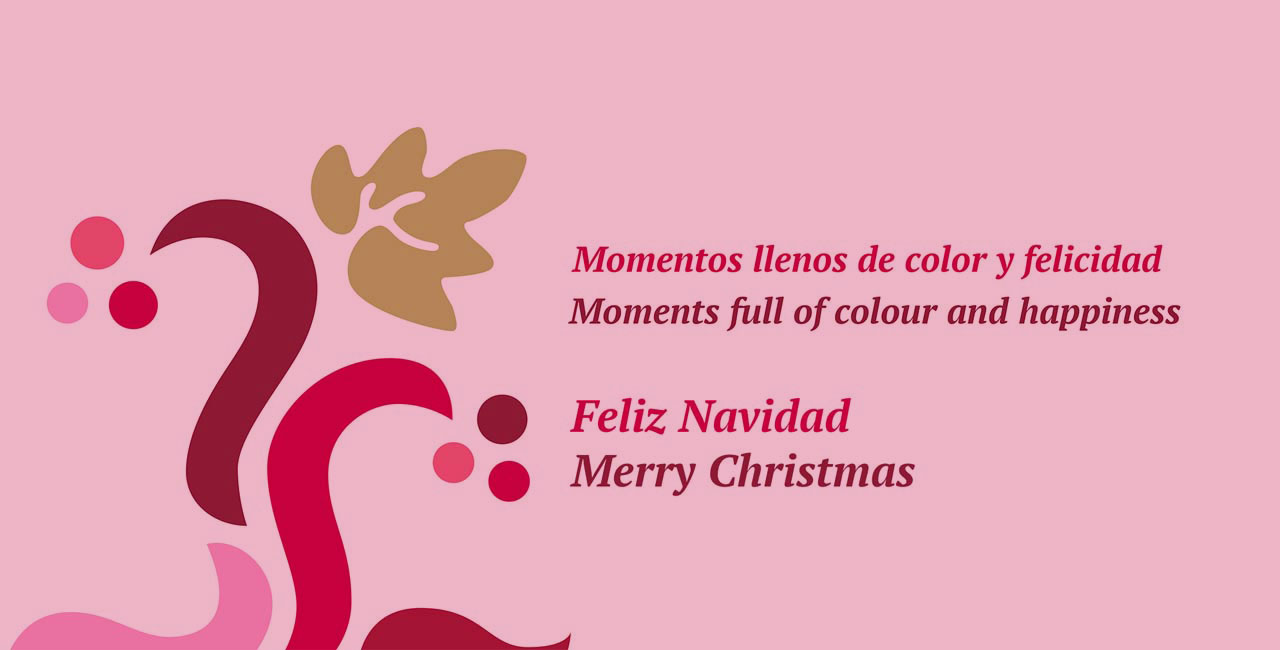 Momentos llenos de color y felicidad
Moments full of colour and happiness
Feliz Navidad
Merry Christmas